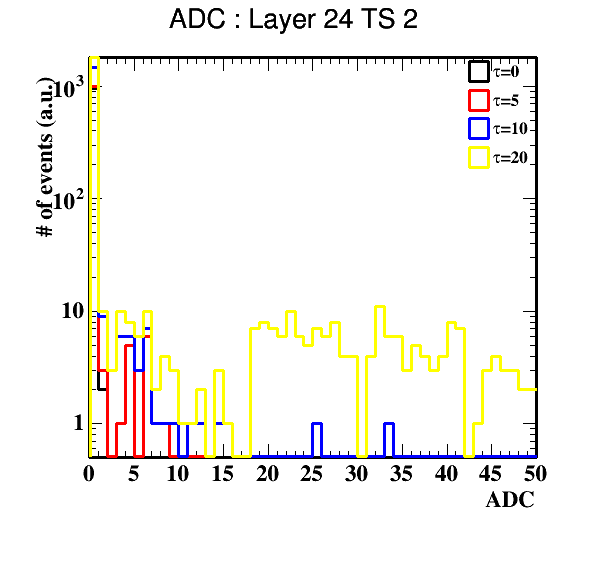 ADC : Layer 24 TS 2
# of events (a.u.)
10³
10²
10
1
τ=0
τ=5
τ=10
τ=20
0 5 10 15 20 25 30 35 40 45 50
ADC